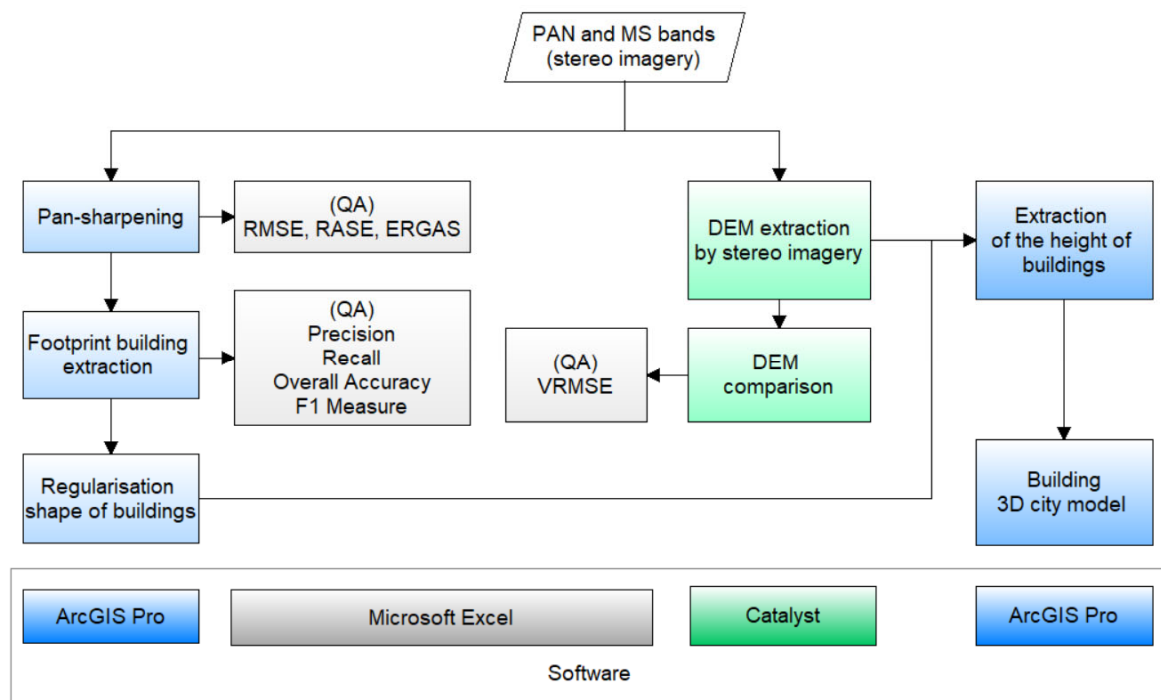 PAN and MS bands
(stereo imagery)
Pan-sharpening
(QA)
RMSE, RASE, ERGAS
DEM extraction
by stereo imagery
Extraction
of the height of
buildings
Footprint building
extraction
(QA)
Precision
Recall
Overall Accuracy
F1 Measure
(QA)
VRMSE
DEM
comparison
Regularisation
shape of buildings
Building
3D city model
ArcGIS Pro
Microsoft Excel
Catalyst
ArcGIS Pro
Software